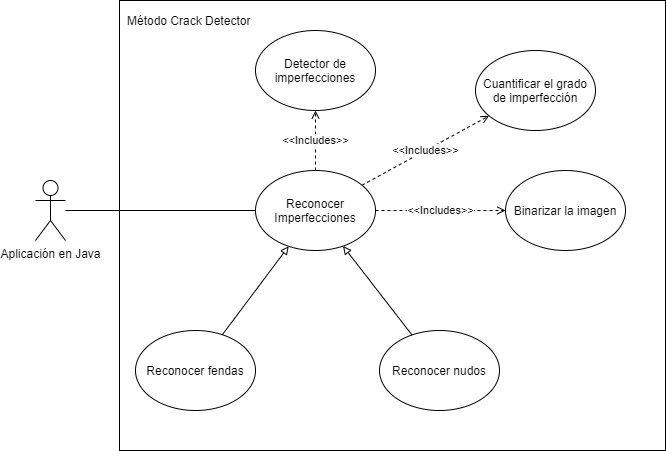 Método Crack Detector
Detector de
imperfecciones
Cuantificar el grado
de imperfección
<<Includes>>
<<Includes>>
Reconocer
Imperfecciones
<<Includes>>
Binarizar la imagen
Aplicación en Java
Reconocer fendas
Reconocer nudos